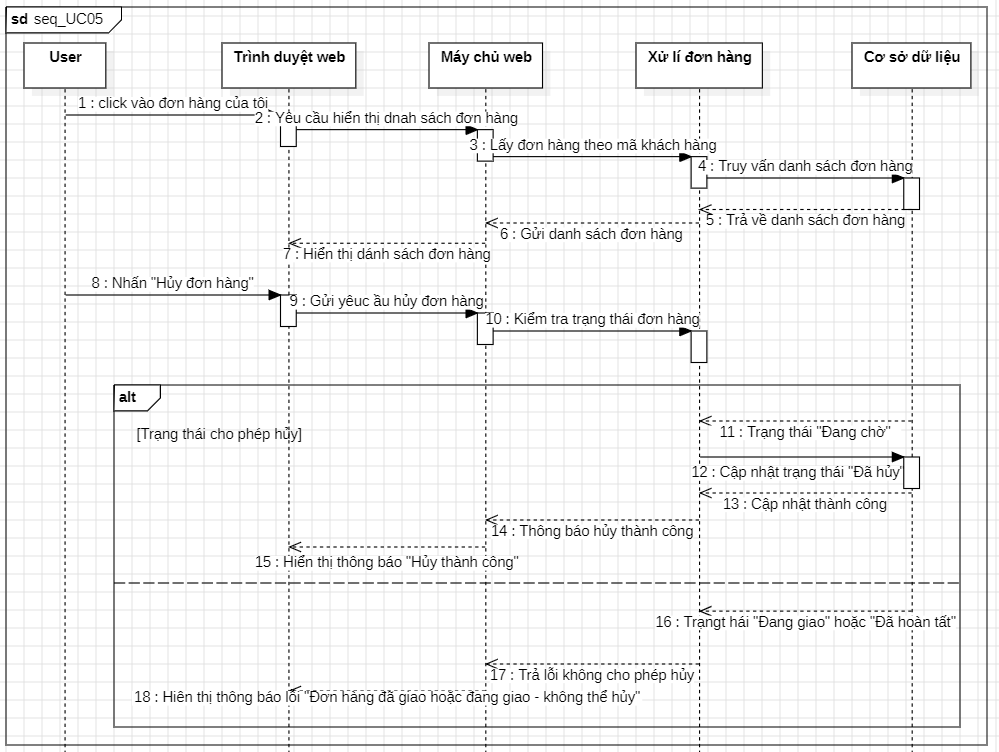 sd seq_UC05
User
Trình duyệt web
Máy chủ web
Xử lí đơn hàng
Cơ sở dữ liệu
1 : click vào đơn hàng của tôi
2 : Yêu cầu hiển thị dnah sách đơn hàng
3 : Lấy đơn hàng theo mã khách hàng
4 : Truy vấn danh sách đơn hàng
5 : Trả về danh sách đơn hàng
6 : Gửi danh sách đơn hàng
7 : Hiển thị dánh sách đơn hàng
8 : Nhấn "Hủy đơn hàng"
9 : Gửi yêuc ầu hủy đơn hàng
10 : Kiểm tra trạng thái đơn hàng
alt
[Trạng thái cho phép hủy]
11 : Trạng thái "Đang chờ"
12 : Cập nhật trạng thái "Đã hủy"
13 : Cập nhật thành công
14 : Thông báo hủy thành công
15 : Hiển thị thông báo "Hủy thành công"
16 : Trạngt hái "Đang giao" hoặc "Đã hoàn tất"
17 : Trả lỗi không cho phép hủy
18 : Hiên thị thông báo lỗi "Đơn hàng đã giao hoặc đang giao - không thể hủy"